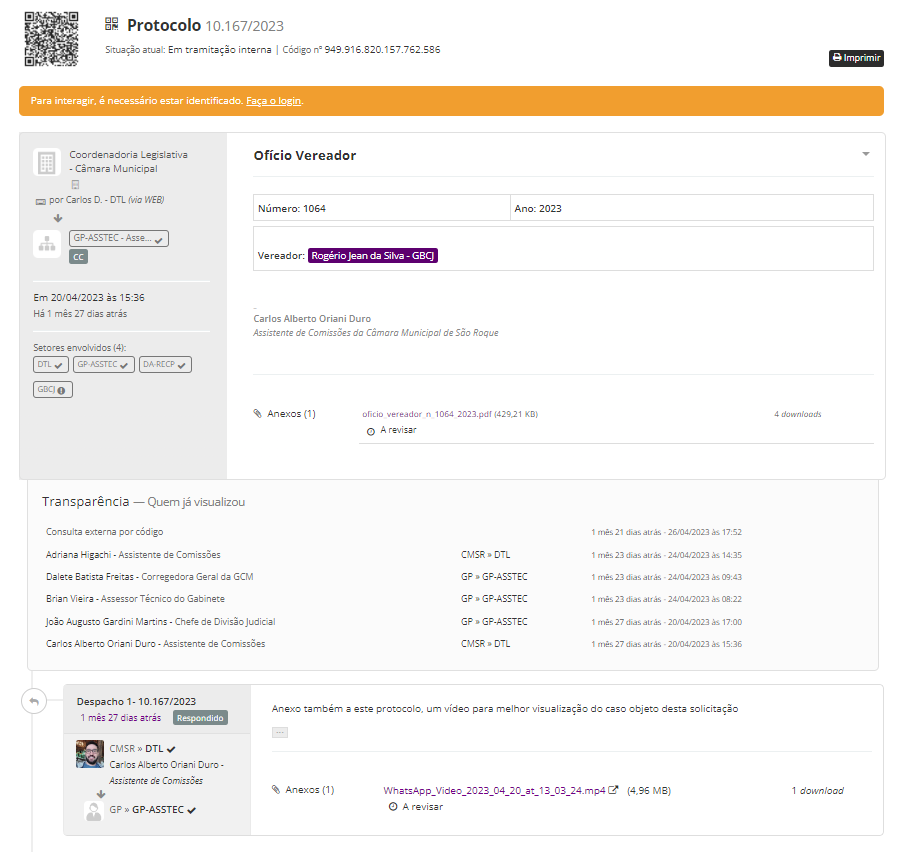 Protocolo 10.167/2023
Situação atual: Em tramitação interna | Código nº 949.916.820.157.762.586
Imprimir
Para interagir, é necessário estar identificado. Faça o login.
Coordenadoria Legislativa
- Câmara Municipal
por Carlos D. - DTL (via WEB)
GP-ASSTEC - Asse...
CC
Em 20/04/2023 às 15:36
Há 1 mês 27 dias atrás
Setores envolvidos (4):
DTL GP-ASSTEC DA-RECP
GBCJ
Ofício Vereador
Número: 1064 Ano: 2023
Vereador: Rogério Jean da Silva - GBCJ
_
Carlos Alberto Oriani Duro
Assistente de Comissões da Câmara Municipal de São Roque
Anexos (1) oficio_vereador_n_1064_2023.pdf (429,21 KB) 4 downloads
A revisar
Transparência — Quem já visualizou
Consulta externa por código 1 mês 21 dias atrás - 26/04/2023 às 17:52
Adriana Higachi - Assistente de Comissões CMSR » DTL 1 mês 23 dias atrás - 24/04/2023 às 14:35
Dalete Batista Freitas - Corregedora Geral da GCM GP » GP-ASSTEC 1 mês 23 dias atrás - 24/04/2023 às 09:43
Brian Vieira - Assessor Técnico do Gabinete GP » GP-ASSTEC 1 mês 23 dias atrás - 24/04/2023 às 08:22
João Augusto Gardini Martins - Chefe de Divisão Judicial GP » GP-ASSTEC 1 mês 27 dias atrás - 20/04/2023 às 17:00
Carlos Alberto Oriani Duro - Assistente de Comissões CMSR » DTL 1 mês 27 dias atrás - 20/04/2023 às 15:36
Despacho 1- 10.167/2023
1 mês 27 dias atrás Respondido
CMSR » DTL
Carlos Alberto Oriani Duro -
Assistente de Comissões
GP » GP-ASSTEC
Anexo também a este protocolo, um vídeo para melhor visualização do caso objeto desta solicitação
...
Anexos (1) WhatsApp_Video_2023_04_20_at_13_03_24.mp4 (4,96 MB) 1 download
A revisar